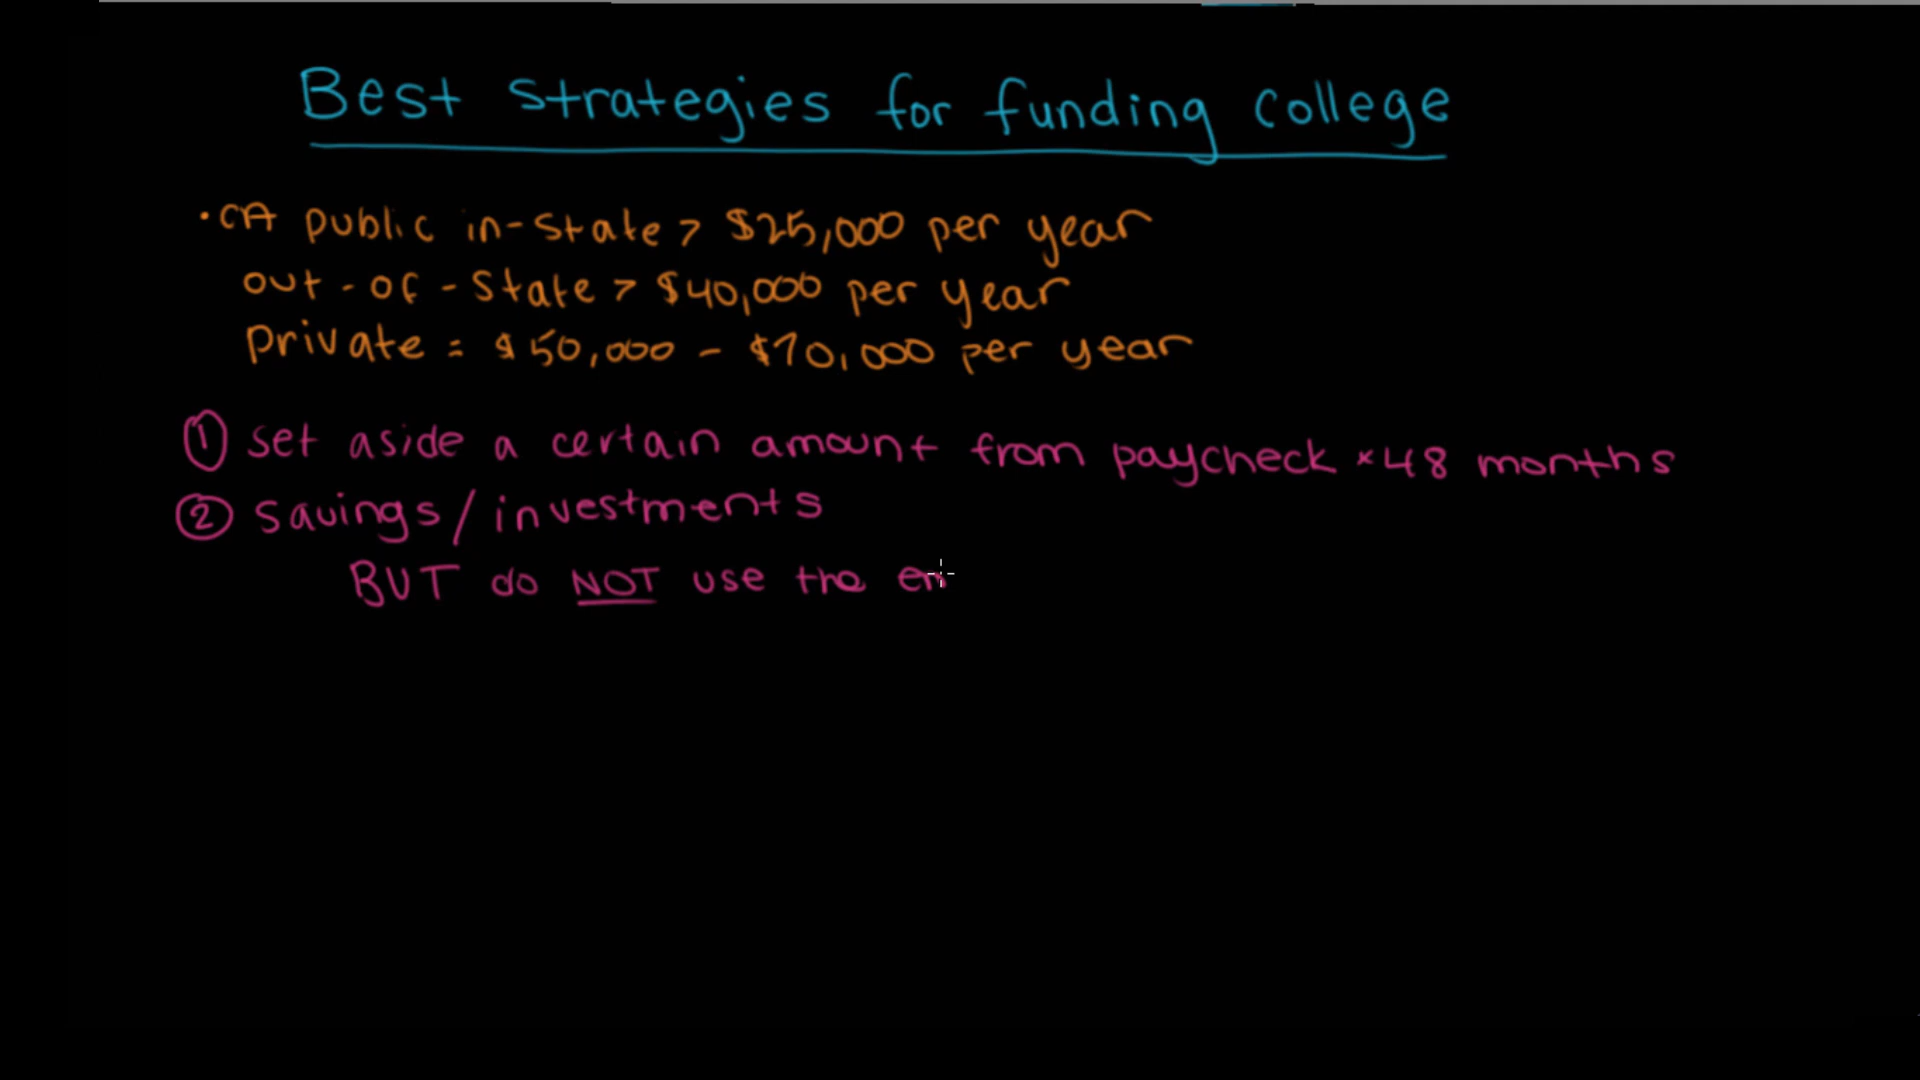 Best strategies for funding college
• CA public in-state > $25,000 per year
out-of-state > $40,000 per year
private = $50,000 - $70,000 per year
① set aside a certain amount from paycheck × 48 months
② savings/investments
BUT do NOT use the en